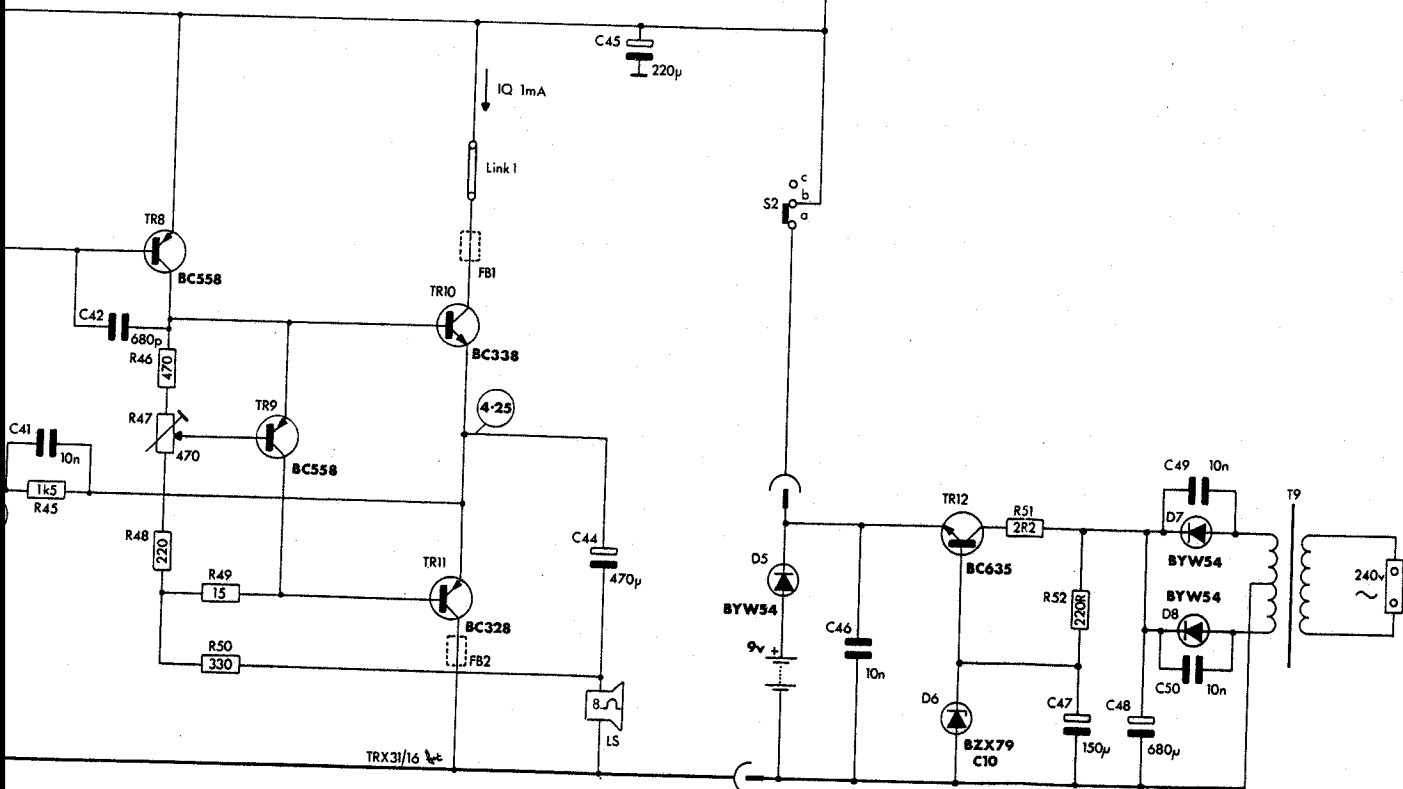 C45
220µ
IQ 1mA
Link 1
c
b
S2
a
TR8
BC558
FB1
TR10
C42
680p
BC338
R46
470
4·25
R47
TR9
C41
470
10n
BC558
1k5
R45
C49
10n
T9
TR12
R51
2R2
D7
R48
220
C44
TR11
D5
BC635
BYW54
R49
15
470µ
240v
~
BYW54
R52
220R
BYW54
BC328
D8
C46
R50
330
FB2
9v +
10n
C50
10n
D6
C47
C48
8Ω
LS
BZX79
C10
150µ
680µ
TRX31/16